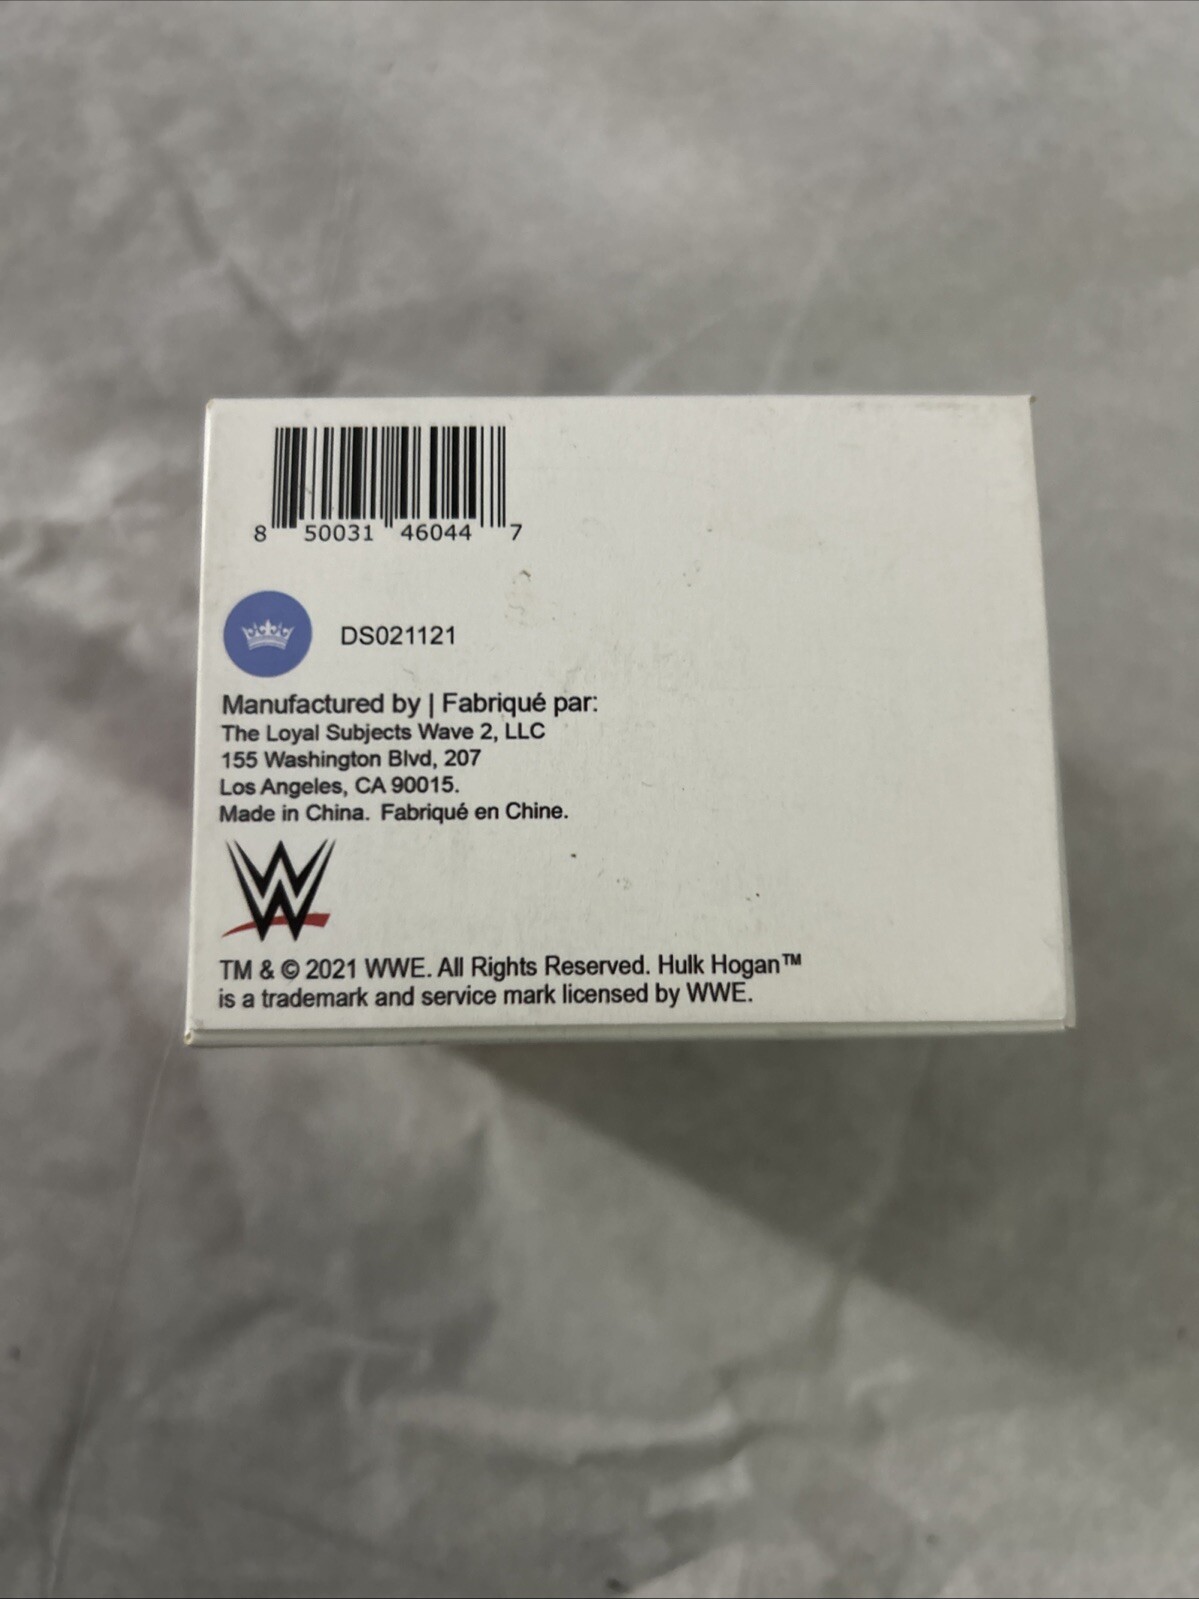 8 50031 46044 7
DS021121
Manufactured by | Fabriqué par:
The Loyal Subjects Wave 2, LLC
155 Washington Blvd, 207
Los Angeles, CA 90015.
Made in China. Fabriqué en Chine.
W
TM & © 2021 WWE. All Rights Reserved. Hulk Hogan™
is a trademark and service mark licensed by WWE.